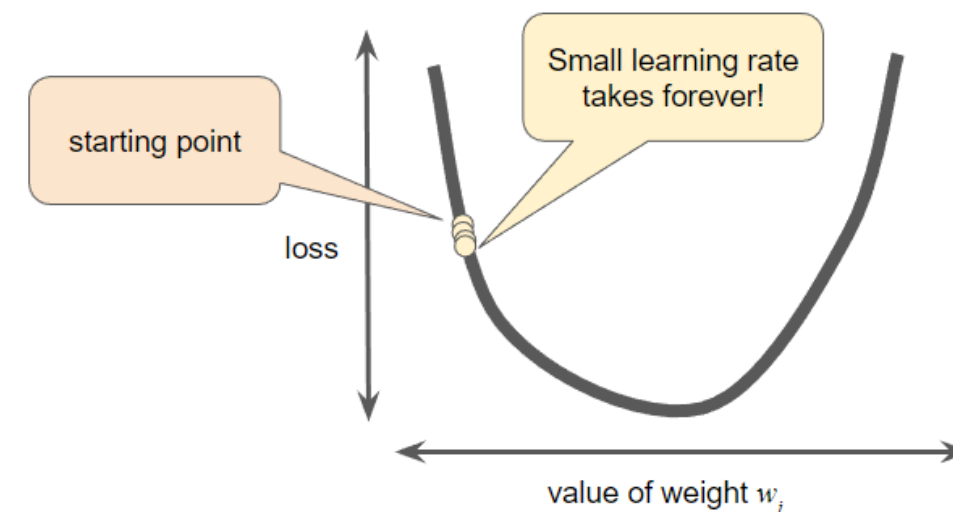 Small learning rate
takes forever!
starting point
loss
value of weight wᵢ